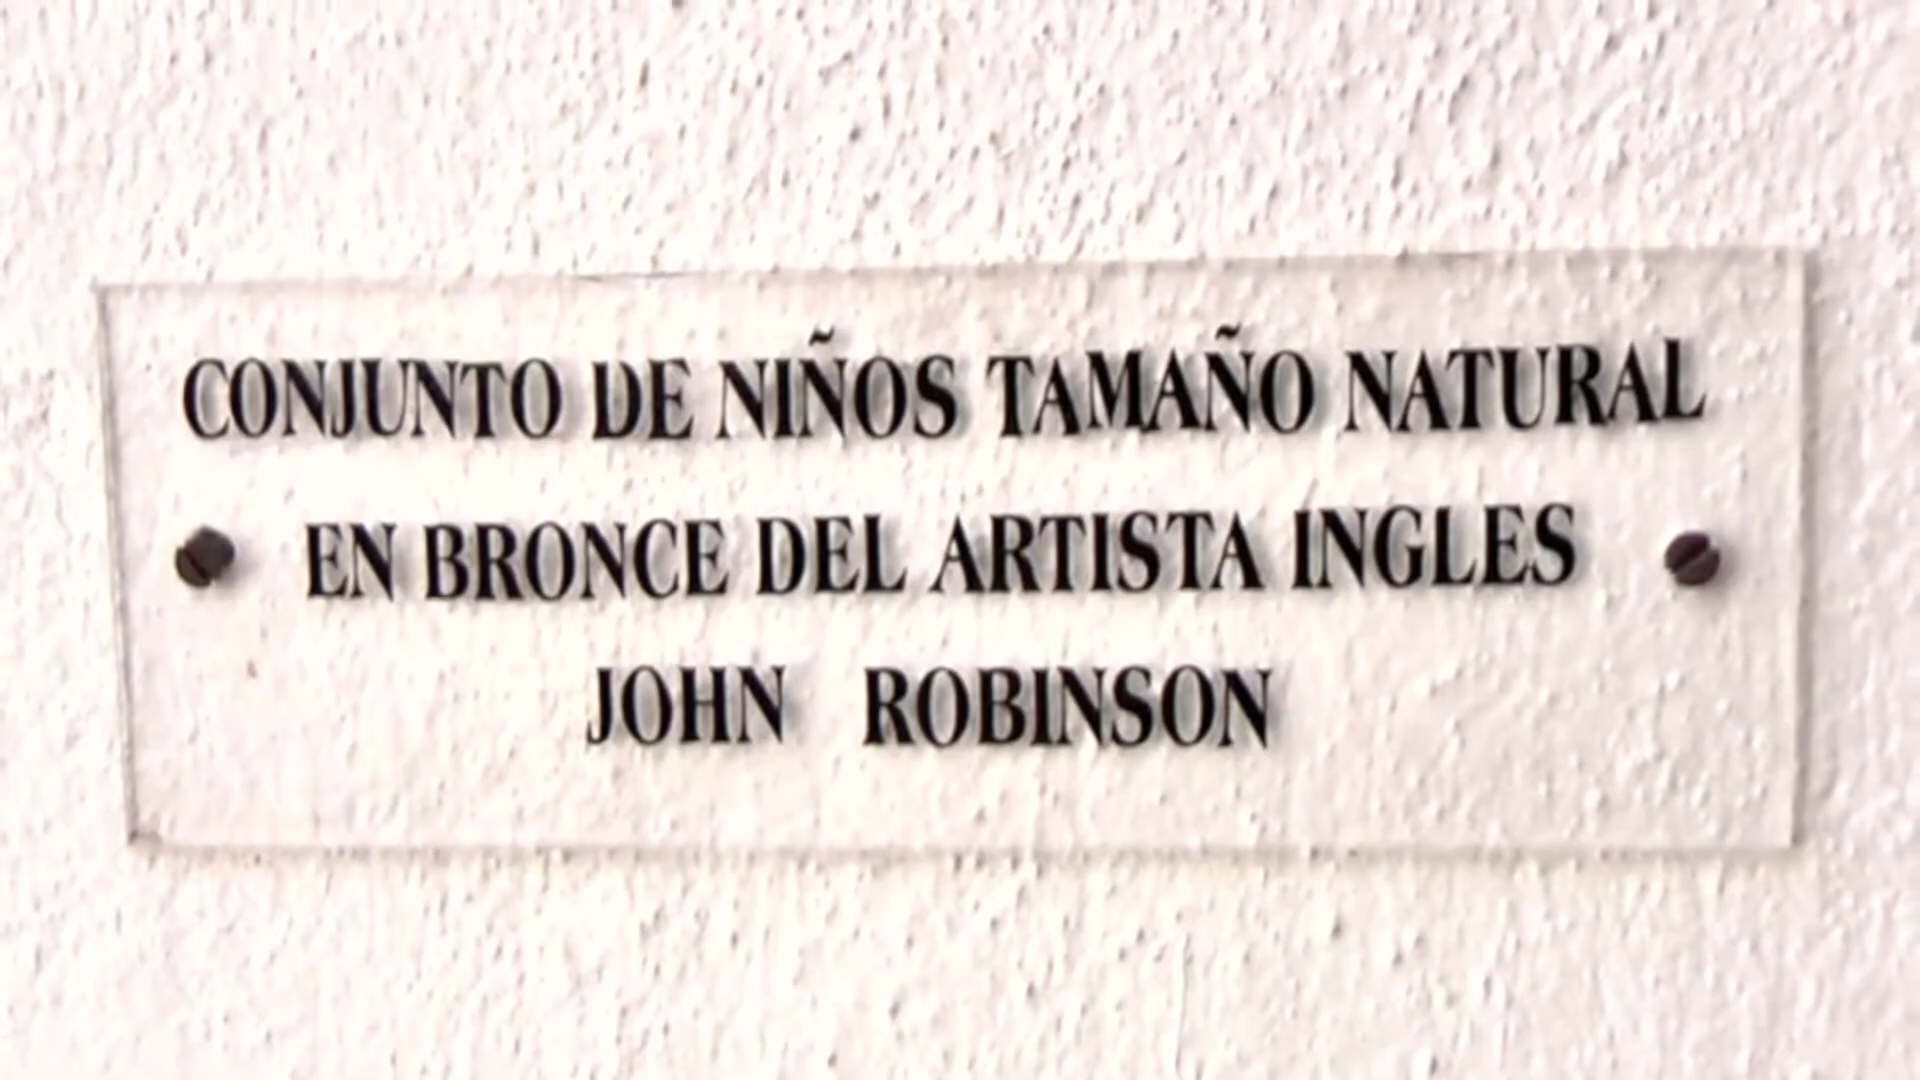 CONJUNTO DE NIÑOS TAMAÑO NATURAL
EN BRONCE DEL ARTISTA INGLES
JOHN ROBINSON